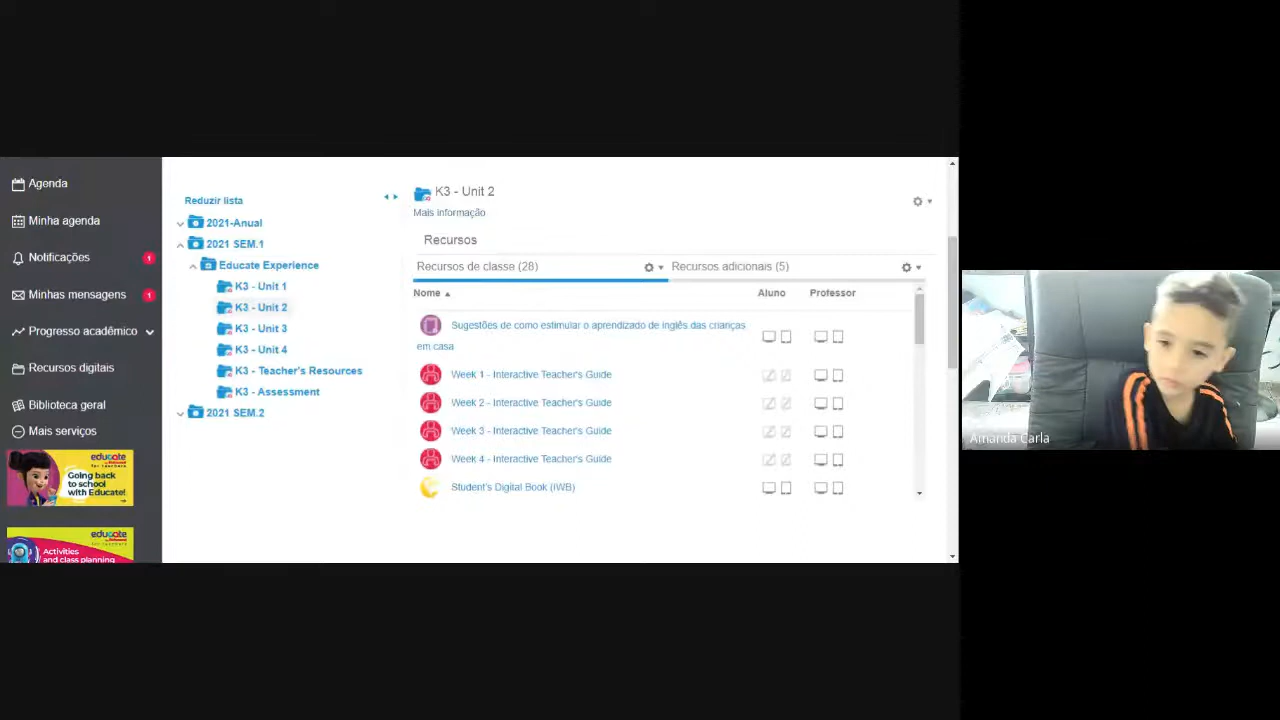 Agenda
Minha agenda
Notificações 1
Minhas mensagens 1
Progresso acadêmico
Recursos digitais
Biblioteca geral
Mais serviços
educate
for teachers
Going back
to school
with Educate!
educate
Activities
and class planning
Reduzir lista
2021-Anual
2021 SEM.1
Educate Experience
K3 - Unit 1
K3 - Unit 2
K3 - Unit 3
K3 - Unit 4
K3 - Teacher's Resources
K3 - Assessment
2021 SEM.2
K3 - Unit 2
Mais informação
Recursos
Recursos de classe (28) Recursos adicionais (5)
Nome Aluno Professor
Sugestões de como estimular o aprendizado de inglês das crianças
em casa
Week 1 - Interactive Teacher's Guide
Week 2 - Interactive Teacher's Guide
Week 3 - Interactive Teacher's Guide
Week 4 - Interactive Teacher's Guide
Student's Digital Book (IWB)
Amanda Carla